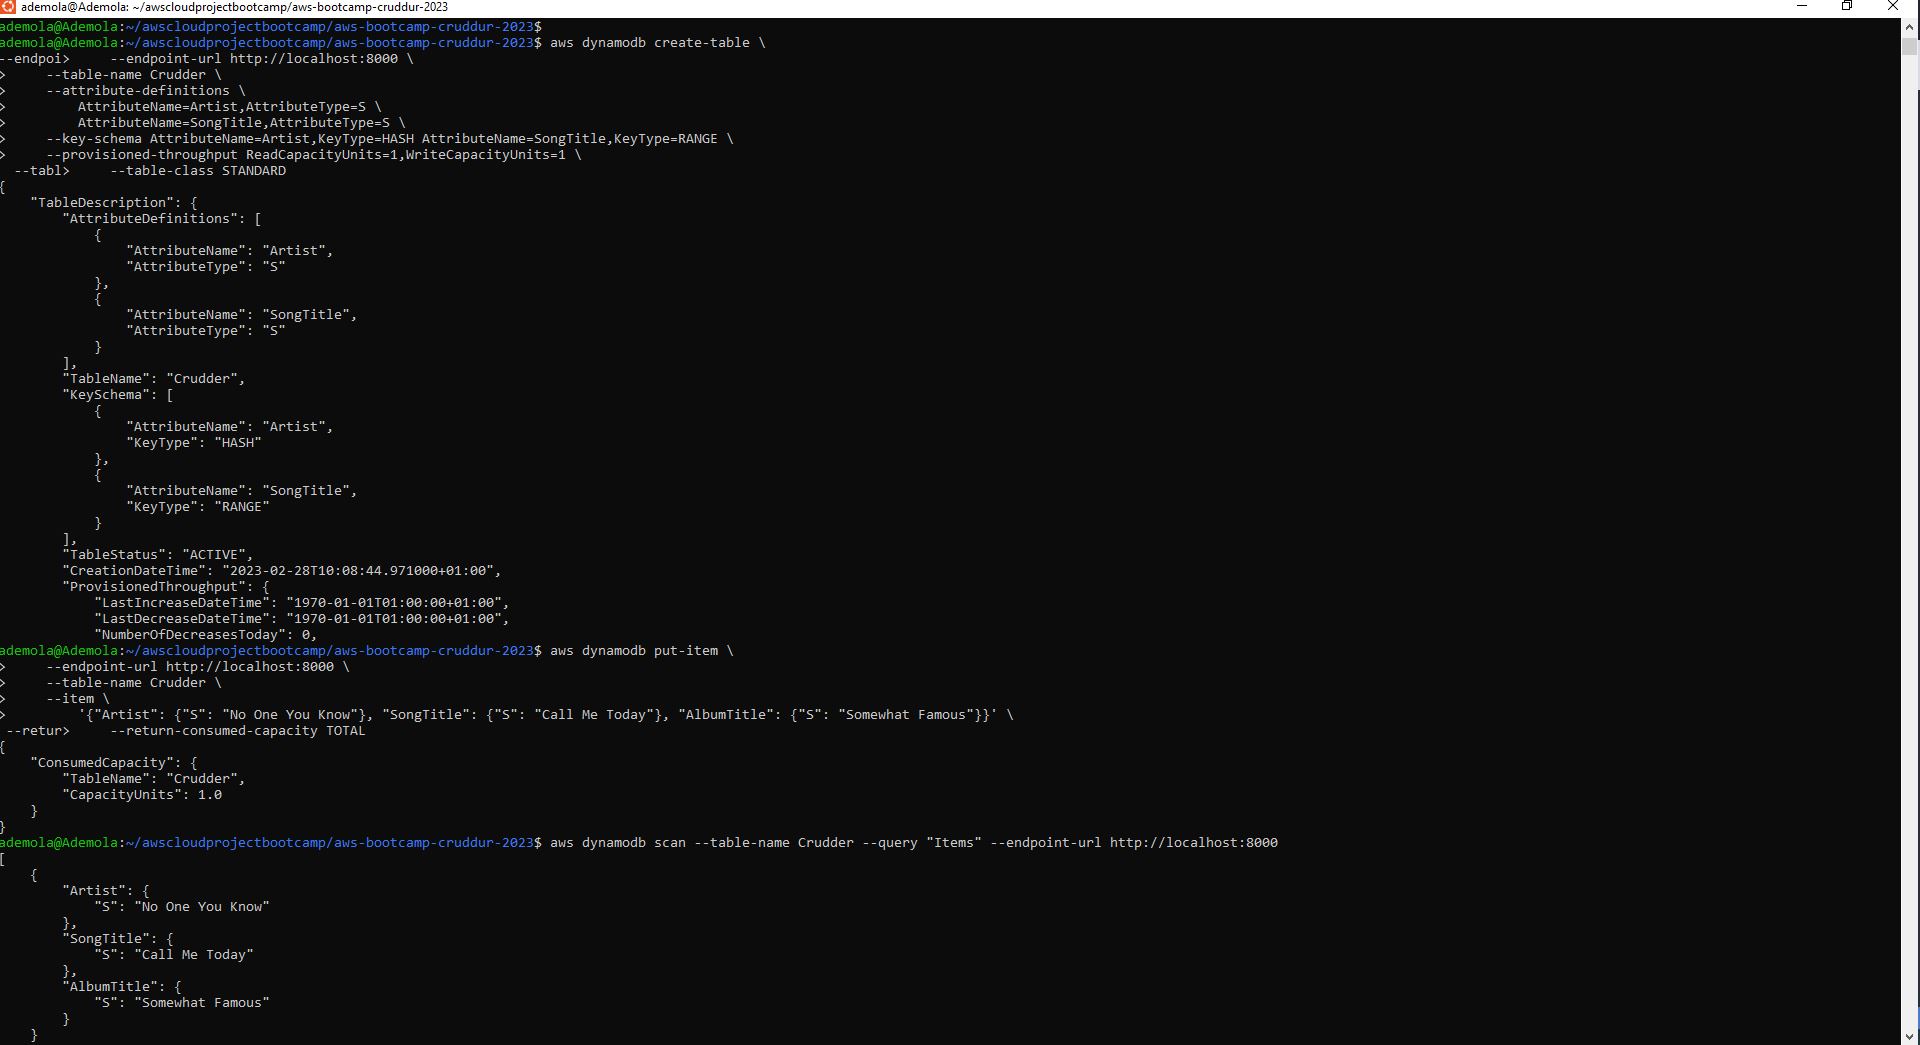 ademola@Ademola: ~/awscloudprojectbootcamp/aws-bootcamp-cruddur-2023
ademola@Ademola:~/awscloudprojectbootcamp/aws-bootcamp-cruddur-2023$
ademola@Ademola:~/awscloudprojectbootcamp/aws-bootcamp-cruddur-2023$ aws dynamodb create-table \
--endpoi>     --endpoint-url http://localhost:8000 \
>     --table-name Crudder \
>     --attribute-definitions \
>         AttributeName=Artist,AttributeType=S \
>         AttributeName=SongTitle,AttributeType=S \
>     --key-schema AttributeName=Artist,KeyType=HASH AttributeName=SongTitle,KeyType=RANGE \
>     --provisioned-throughput ReadCapacityUnits=1,WriteCapacityUnits=1 \
  --tabl>     --table-class STANDARD
{
    "TableDescription": {
        "AttributeDefinitions": [
            {
                "AttributeName": "Artist",
                "AttributeType": "S"
            },
            {
                "AttributeName": "SongTitle",
                "AttributeType": "S"
            }
        ],
        "TableName": "Crudder",
        "KeySchema": [
            {
                "AttributeName": "Artist",
                "KeyType": "HASH"
            },
            {
                "AttributeName": "SongTitle",
                "KeyType": "RANGE"
            }
        ],
        "TableStatus": "ACTIVE",
        "CreationDateTime": "2023-02-28T10:08:44.971000+01:00",
        "ProvisionedThroughput": {
            "LastIncreaseDateTime": "1970-01-01T01:00:00+01:00",
            "LastDecreaseDateTime": "1970-01-01T01:00:00+01:00",
            "NumberOfDecreasesToday": 0,
ademola@Ademola:~/awscloudprojectbootcamp/aws-bootcamp-cruddur-2023$ aws dynamodb put-item \
>     --endpoint-url http://localhost:8000 \
>     --table-name Crudder \
>     --item \
>         '{"Artist": {"S": "No One You Know"}, "SongTitle": {"S": "Call Me Today"}, "AlbumTitle": {"S": "Somewhat Famous"}}' \
 --retur>     --return-consumed-capacity TOTAL
{
    "ConsumedCapacity": {
        "TableName": "Crudder",
        "CapacityUnits": 1.0
    }
}
ademola@Ademola:~/awscloudprojectbootcamp/aws-bootcamp-cruddur-2023$ aws dynamodb scan --table-name Crudder --query "Items" --endpoint-url http://localhost:8000
[
    {
        "Artist": {
            "S": "No One You Know"
        },
        "SongTitle": {
            "S": "Call Me Today"
        },
        "AlbumTitle": {
            "S": "Somewhat Famous"
        }
    }